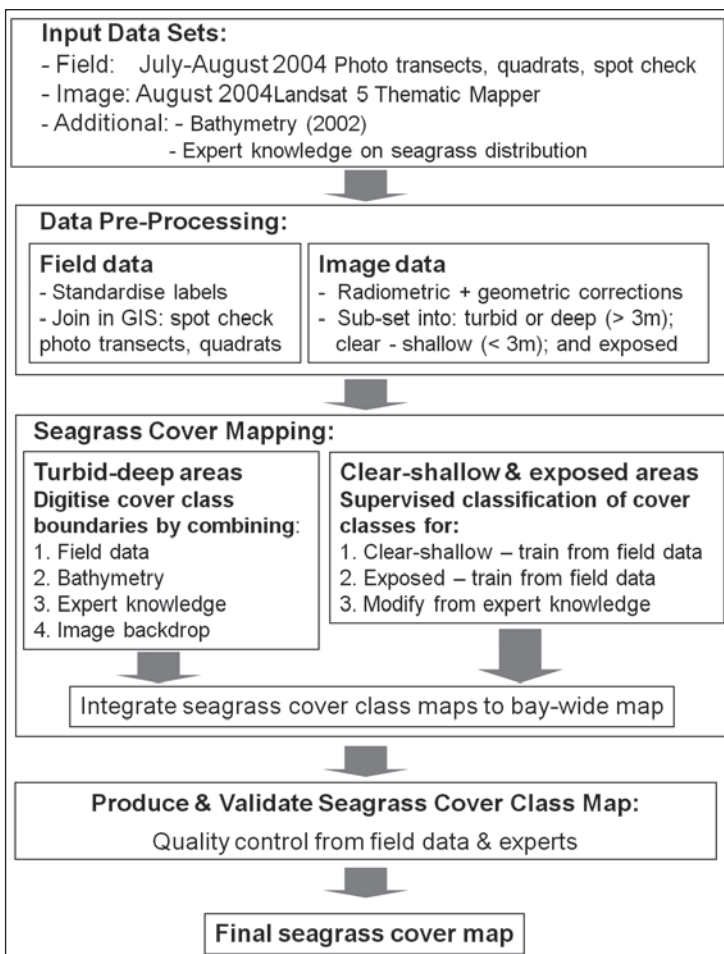 Input Data Sets:
- Field: July-August 2004 Photo transects, quadrats, spot check
- Image: August 2004Landsat 5 Thematic Mapper
- Additional: - Bathymetry (2002)
- Expert knowledge on seagrass distribution
Data Pre-Processing:
Field data
- Standardise labels
- Join in GIS: spot check
photo transects, quadrats
Image data
- Radiometric + geometric corrections
- Sub-set into: turbid or deep (> 3m);
clear - shallow (< 3m); and exposed
Seagrass Cover Mapping:
Turbid-deep areas
Digitise cover class
boundaries by combining:
1. Field data
2. Bathymetry
3. Expert knowledge
4. Image backdrop
Clear-shallow & exposed areas
Supervised classification of cover
classes for:
1. Clear-shallow – train from field data
2. Exposed – train from field data
3. Modify from expert knowledge
Integrate seagrass cover class maps to bay-wide map
Produce & Validate Seagrass Cover Class Map:
Quality control from field data & experts
Final seagrass cover map